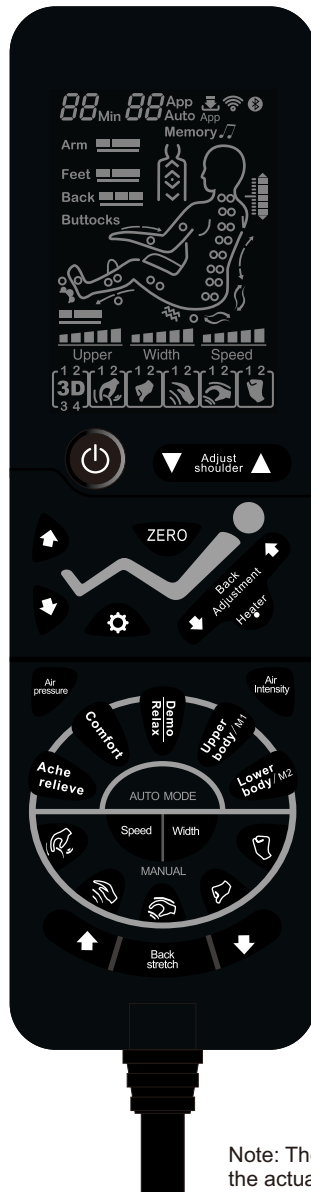 88 Min 88 App
Auto App
Memory
Arm
Feet
Back
Buttocks
Upper Width Speed
1 2 1 2 1 2 1 2 1 2 1 2
3D
3 4
Adjust
shoulder
ZERO
Back
Adjustment
Heater
Air
pressure
Air
Intensity
Ache
relieve
Comfort
Demo
Relax
Upper
body/M1
Lower
body/M2
AUTO MODE
Speed Width
MANUAL
Back
stretch
Note: The
the actua